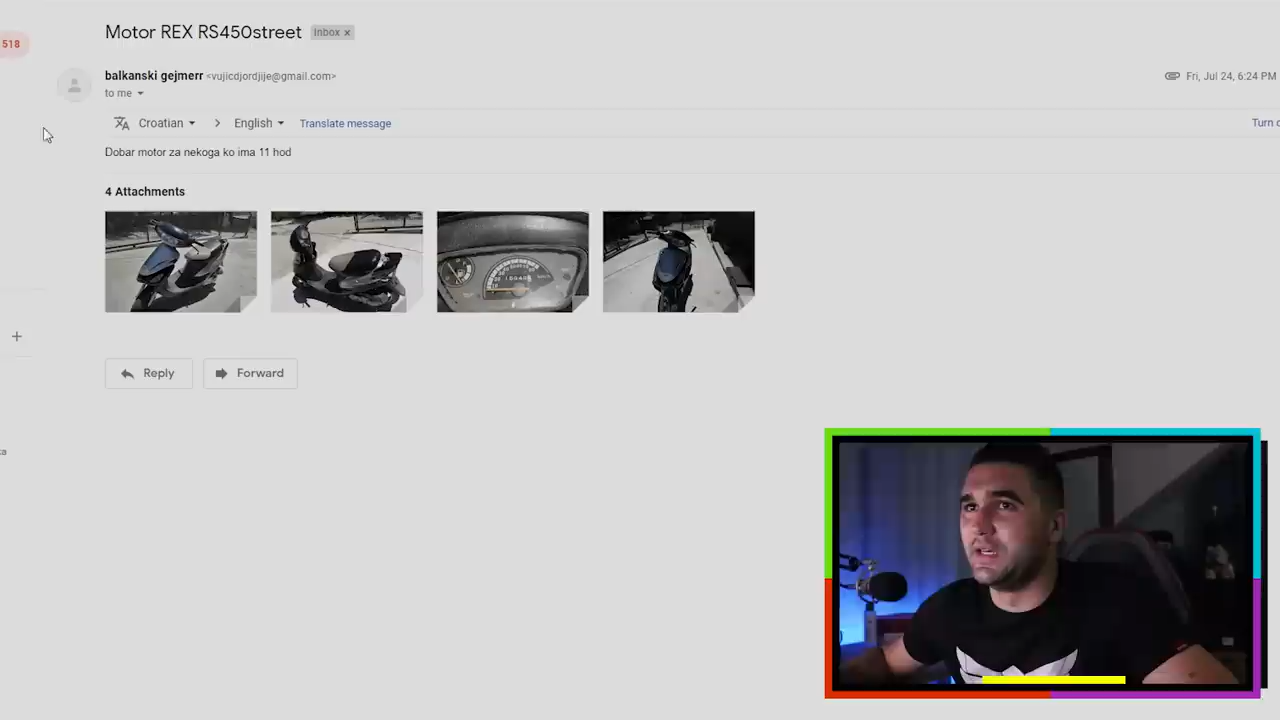 518
Motor REX RS450street
Inbox ×
balkanski gejmerr <vujicdjordjije@gmail.com>
Fri, Jul 24, 6:24 PM
to me
Croatian > English Translate message
Dobar motor za nekoga ko ima 11 hod
4 Attachments
Reply
Forward